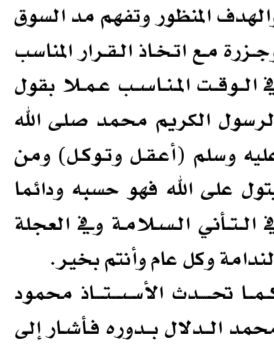 والهدف المنظور وتفهم مد السوق
وجزرة مع اتخاذ القرار المناسب
في الوقت المناسب عملا بقول
الرسول الكريم محمد صلى الله
عليه وسلم (أعقل وتوكل) ومن
يتول على الله فهو حسبه ودائما
في التأني السلامة وفي العجلة
الندامة وكل عام وأنتم بخير.
كما تحدث الأستاذ محمود
محمد الدلال بدوره فأشار إلى